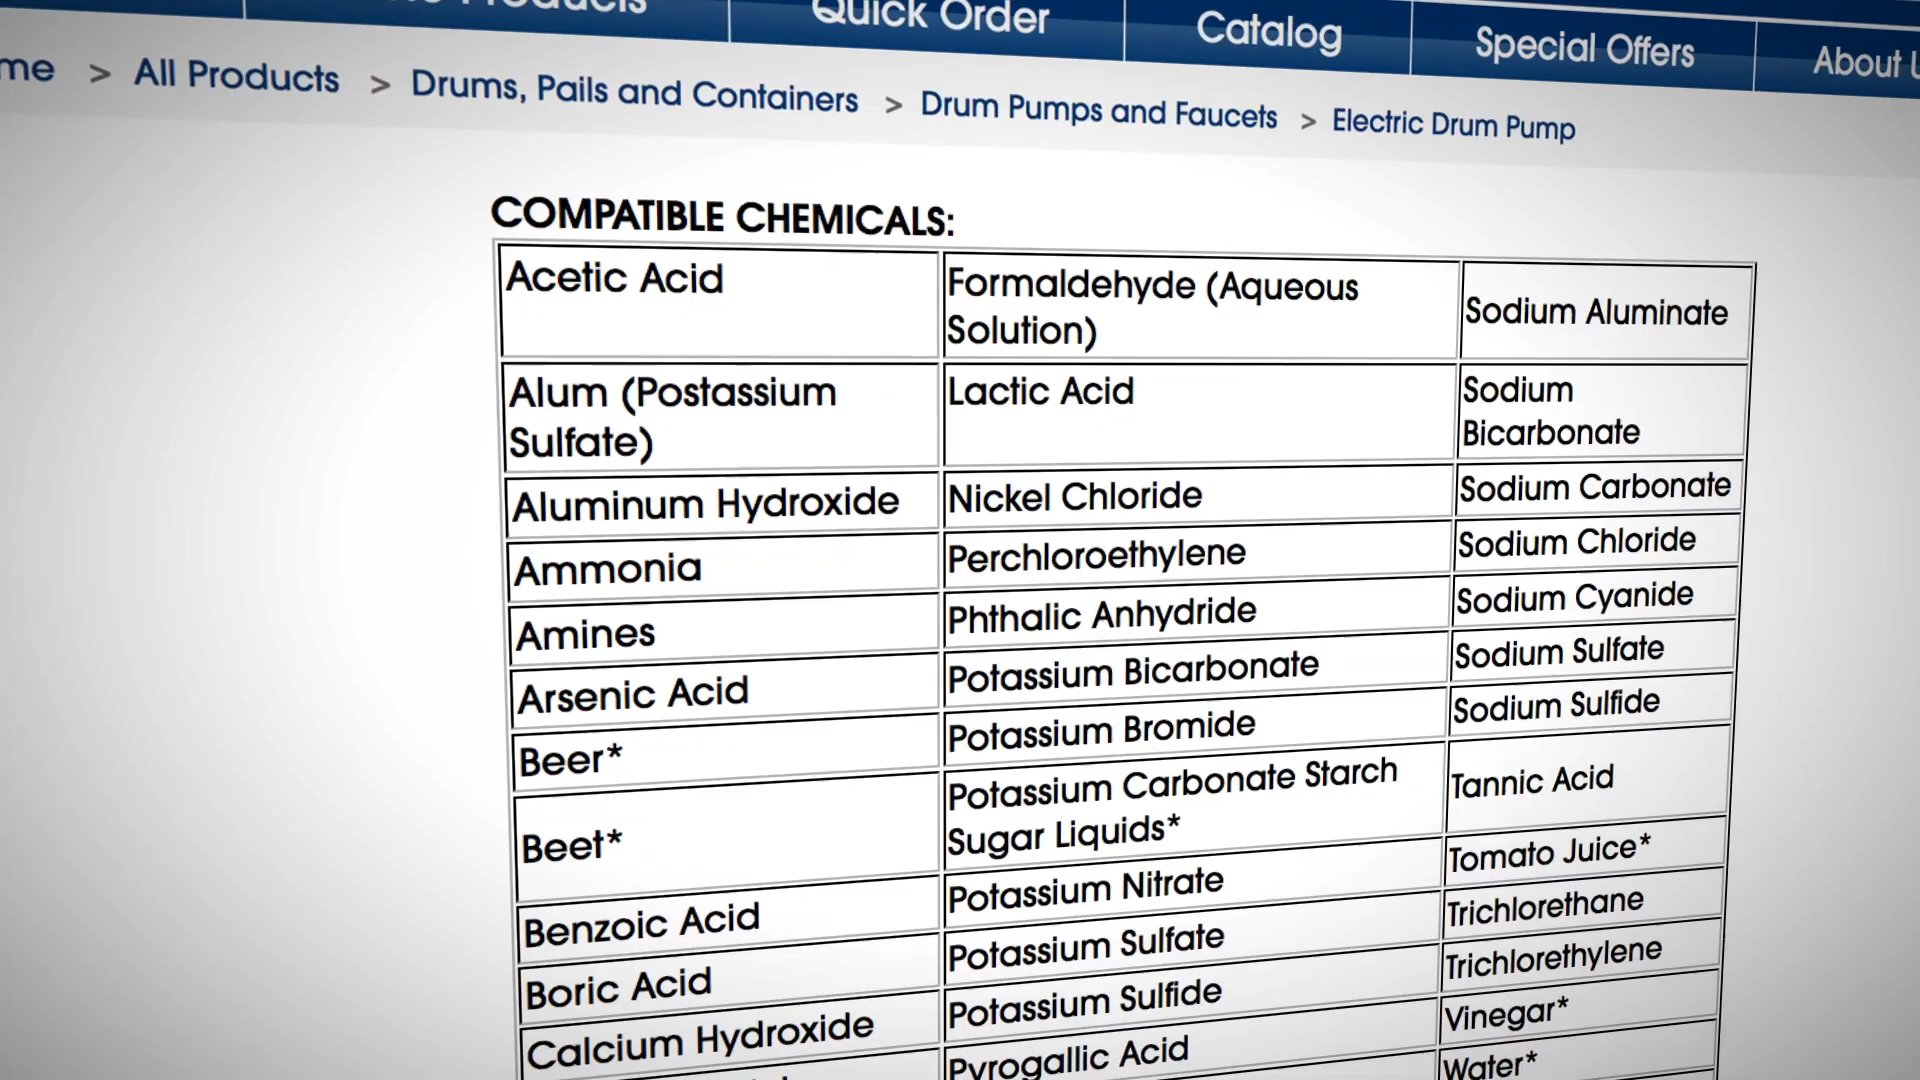 Products
Quick Order
Catalog
Special Offers
About
me > All Products > Drums, Pails and Containers > Drum Pumps and Faucets > Electric Drum Pump
COMPATIBLE CHEMICALS:
Acetic Acid
Formaldehyde (Aqueous
Solution)
Sodium Aluminate
Alum (Postassium
Sulfate)
Lactic Acid
Sodium
Bicarbonate
Aluminum Hydroxide
Nickel Chloride
Sodium Carbonate
Ammonia
Perchloroethylene
Sodium Chloride
Amines
Phthalic Anhydride
Sodium Cyanide
Arsenic Acid
Potassium Bicarbonate
Sodium Sulfate
Beer*
Potassium Bromide
Sodium Sulfide
Beet*
Potassium Carbonate Starch
Sugar Liquids*
Tannic Acid
Benzoic Acid
Potassium Nitrate
Tomato Juice*
Boric Acid
Potassium Sulfate
Trichlorethane
Calcium Hydroxide
Potassium Sulfide
Trichlorethylene
Pyrogallic Acid
Vinegar*
Water*